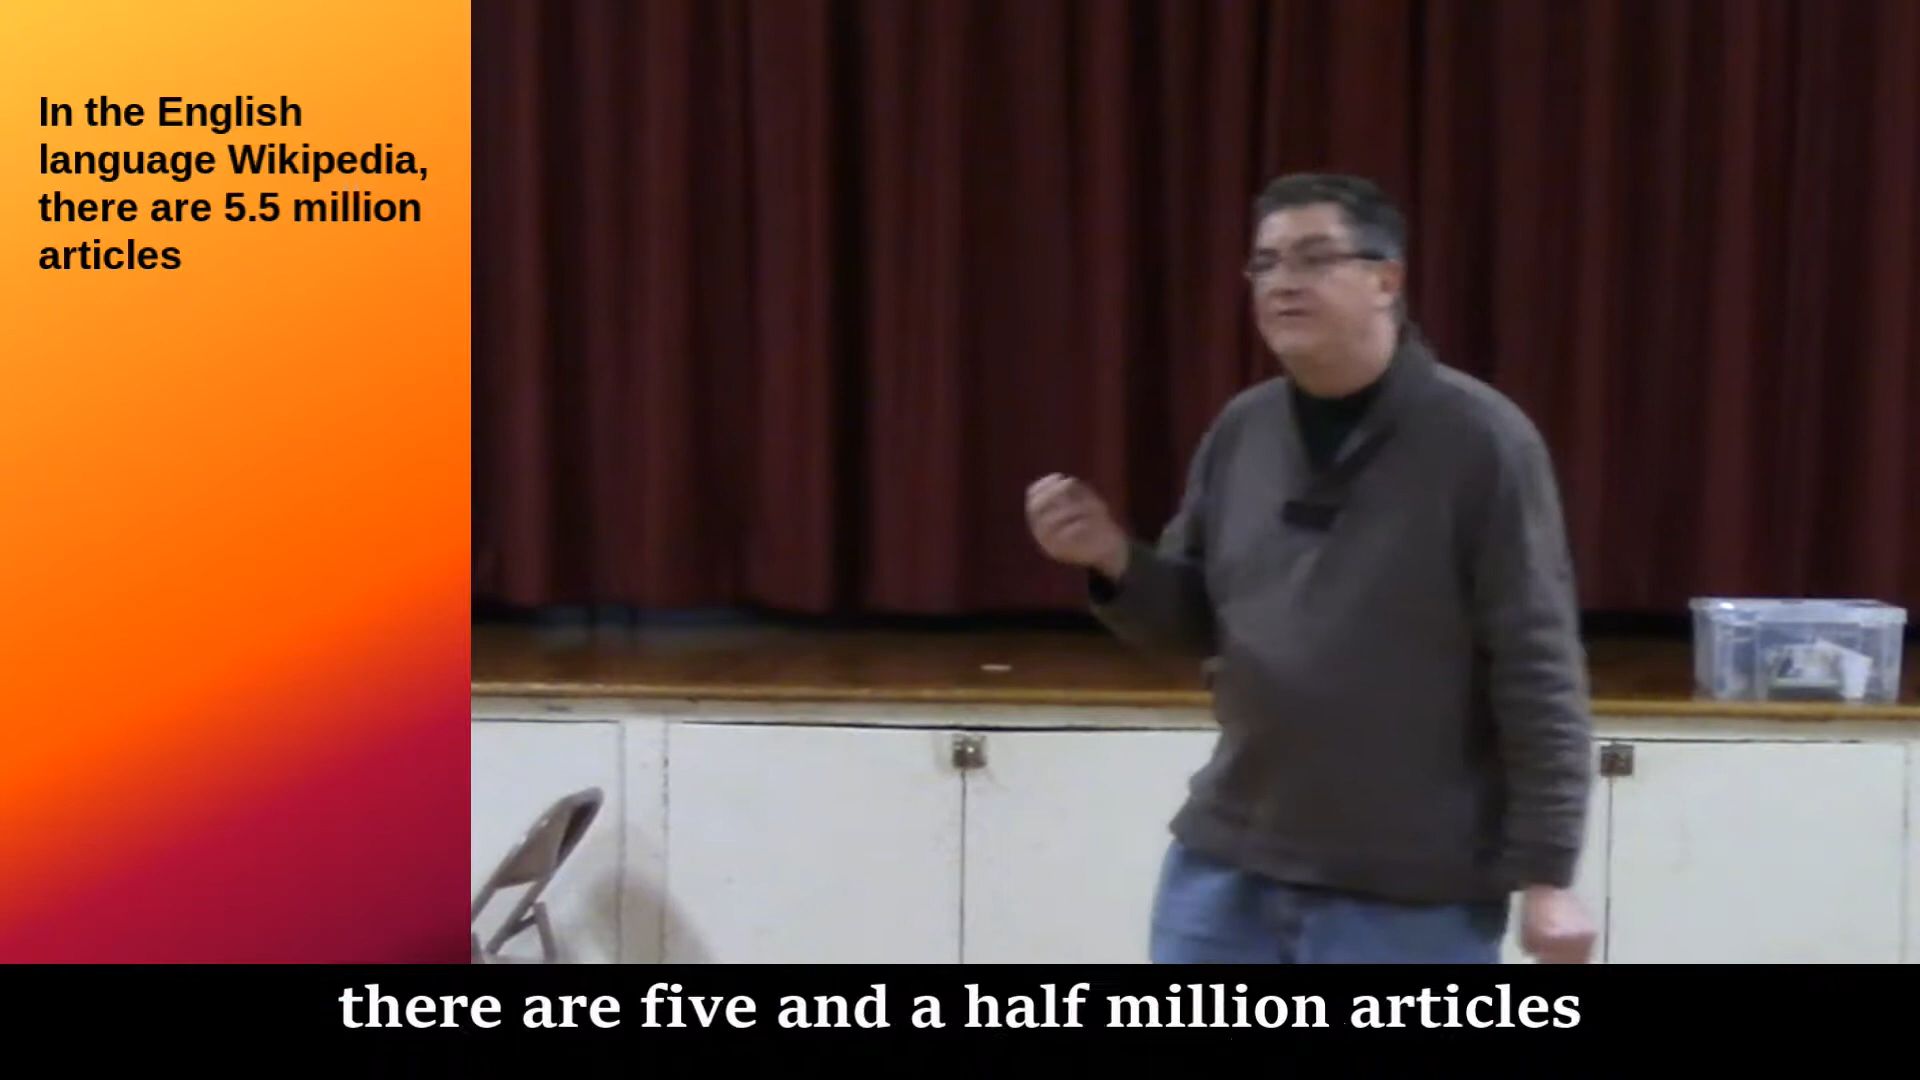 In the English
language Wikipedia,
there are 5.5 million
articles
there are five and a half million articles